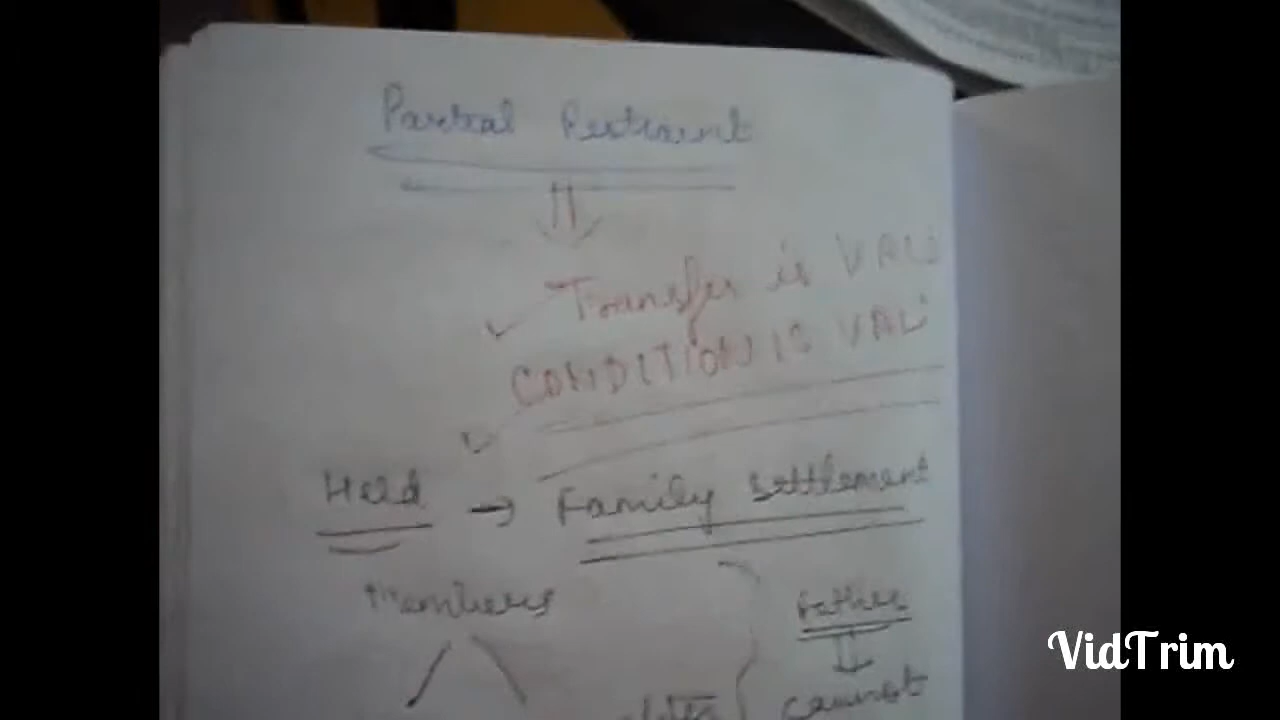 Partial Restraint
Transfer is VALI
CONDITION IS VALI
Held → Family settlement
Members
Father
cannot
VidTrim